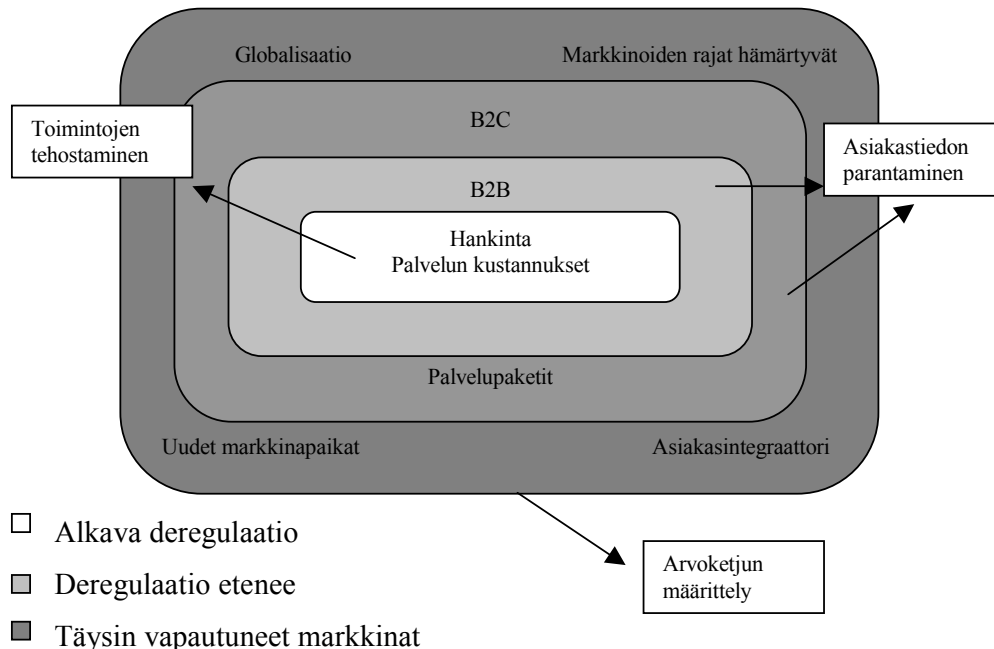 Globalisaatio
Markkinoiden rajat hämärtyvät
B2C
Toimintojen
tehostaminen
Asiakastiedon
parantaminen
B2B
Hankinta
Palvelun kustannukset
Palvelupaketit
Uudet markkinapaikat
Asiakasintegraattori
Alkava deregulaatio
Deregulaatio etenee
Täysin vapautuneet markkinat
Arvoketjun
määrittely